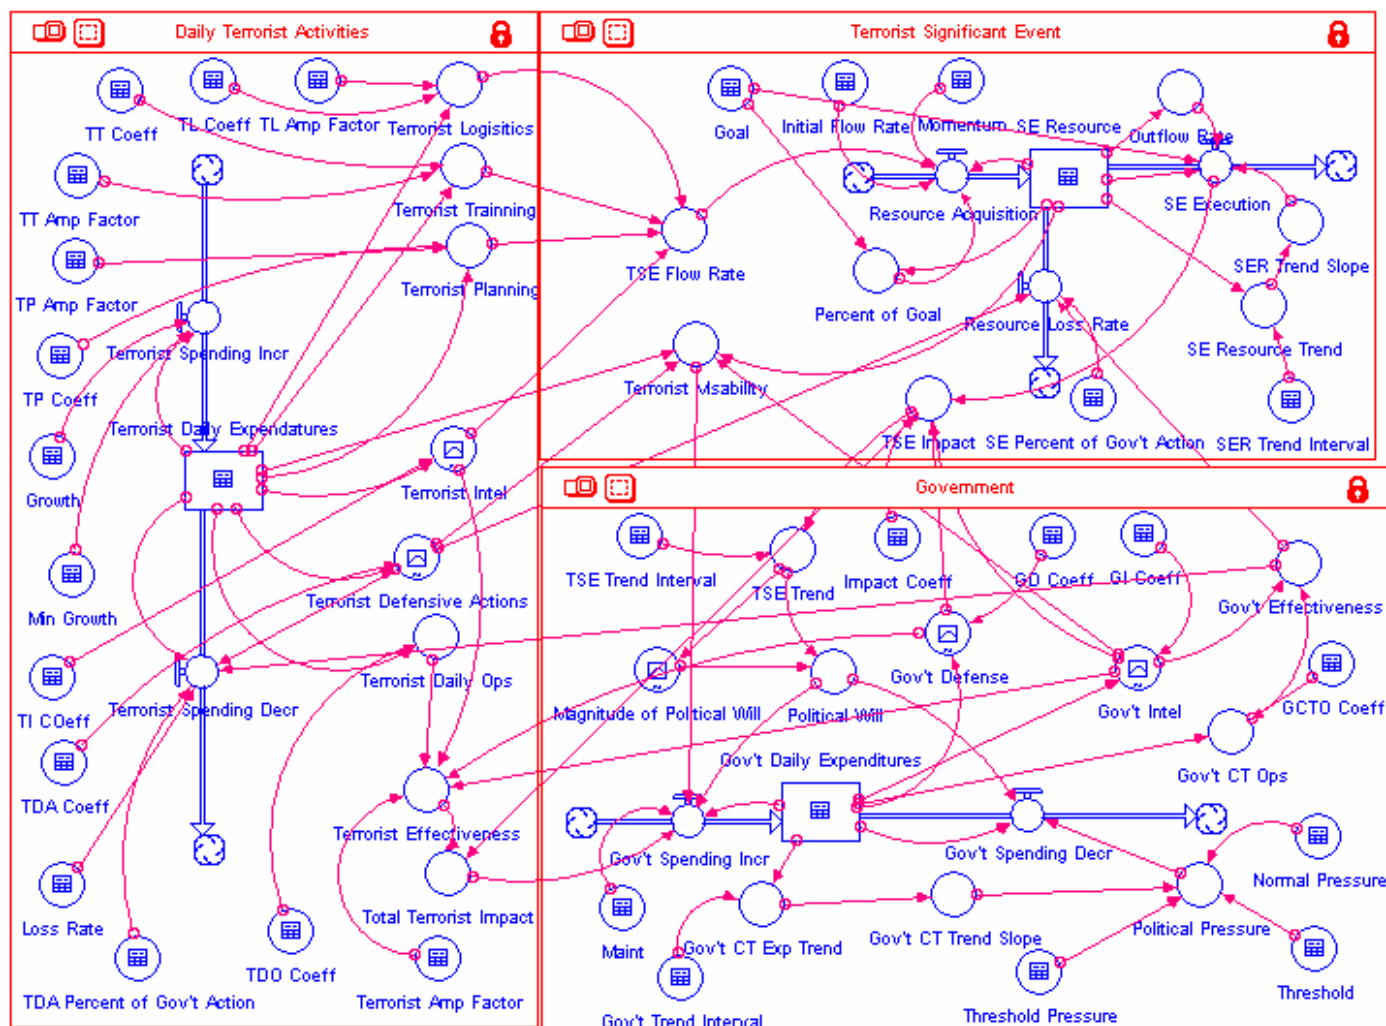 Daily Terrorist Activities
TT Coeff
TL Coeff
TL Amp Factor
Terrorist Logisitics
TT Amp Factor
Terrorist Trainning
TP Amp Factor
Terrorist Planning
Terrorist Spending Incr
TP Coeff
Terrorist Daily Expendatures
Growth
Terrorist Intel
Min Growth
Terrorist Defensive Actions
TI COeff
Terrorist Daily Ops
Terrorist Spending Decr
TDA Coeff
Terrorist Effectiveness
Loss Rate
Total Terrorist Impact
TDO Coeff
TDA Percent of Gov't Action
Terrorist Amp Factor
Terrorist Significant Event
Goal
Initial Flow Rate
Momentum
SE Resource
Outflow Rate
Resource Acquisition
SE Execution
TSE Flow Rate
SER Trend Slope
Percent of Goal
Resource Loss Rate
SE Resource Trend
Terrorist Msability
TSE Impact
SE Percent of Gov't Action
SER Trend Interval
Government
TSE Trend Interval
TSE Trend
Impact Coeff
GD Coeff
GI Coeff
Gov't Effectiveness
Gov't Defense
Magnitude of Political Will
Political Will
Gov't Intel
GCTO Coeff
Gov't Daily Expenditures
Gov't CT Ops
Gov't Spending Incr
Gov't Spending Decr
Normal Pressure
Maint
Gov't CT Exp Trend
Gov't CT Trend Slope
Political Pressure
Threshold
Gov't Trend Interval
Threshold Pressure